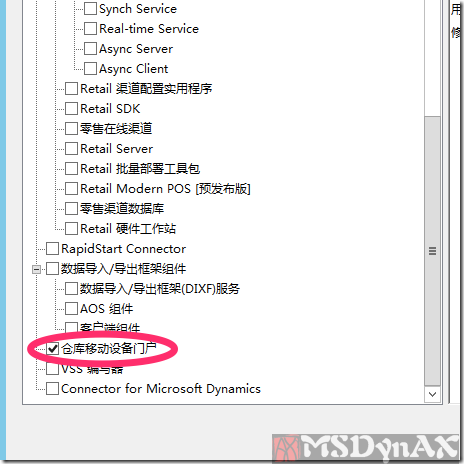 Synch Service
Real-time Service
Async Server
Async Client
Retail 渠道配置实用程序
Retail SDK
零售在线渠道
Retail Server
Retail 批量部署工具包
Retail Modern POS [预发布版]
零售渠道数据库
Retail 硬件工作站
RapidStart Connector
数据导入/导出框架组件
数据导入/导出框架(DIXF)服务
AOS 组件
客户端组件
仓库移动设备门户
VSS 编写器
Connector for Microsoft Dynamics
用
修
MSDynAX